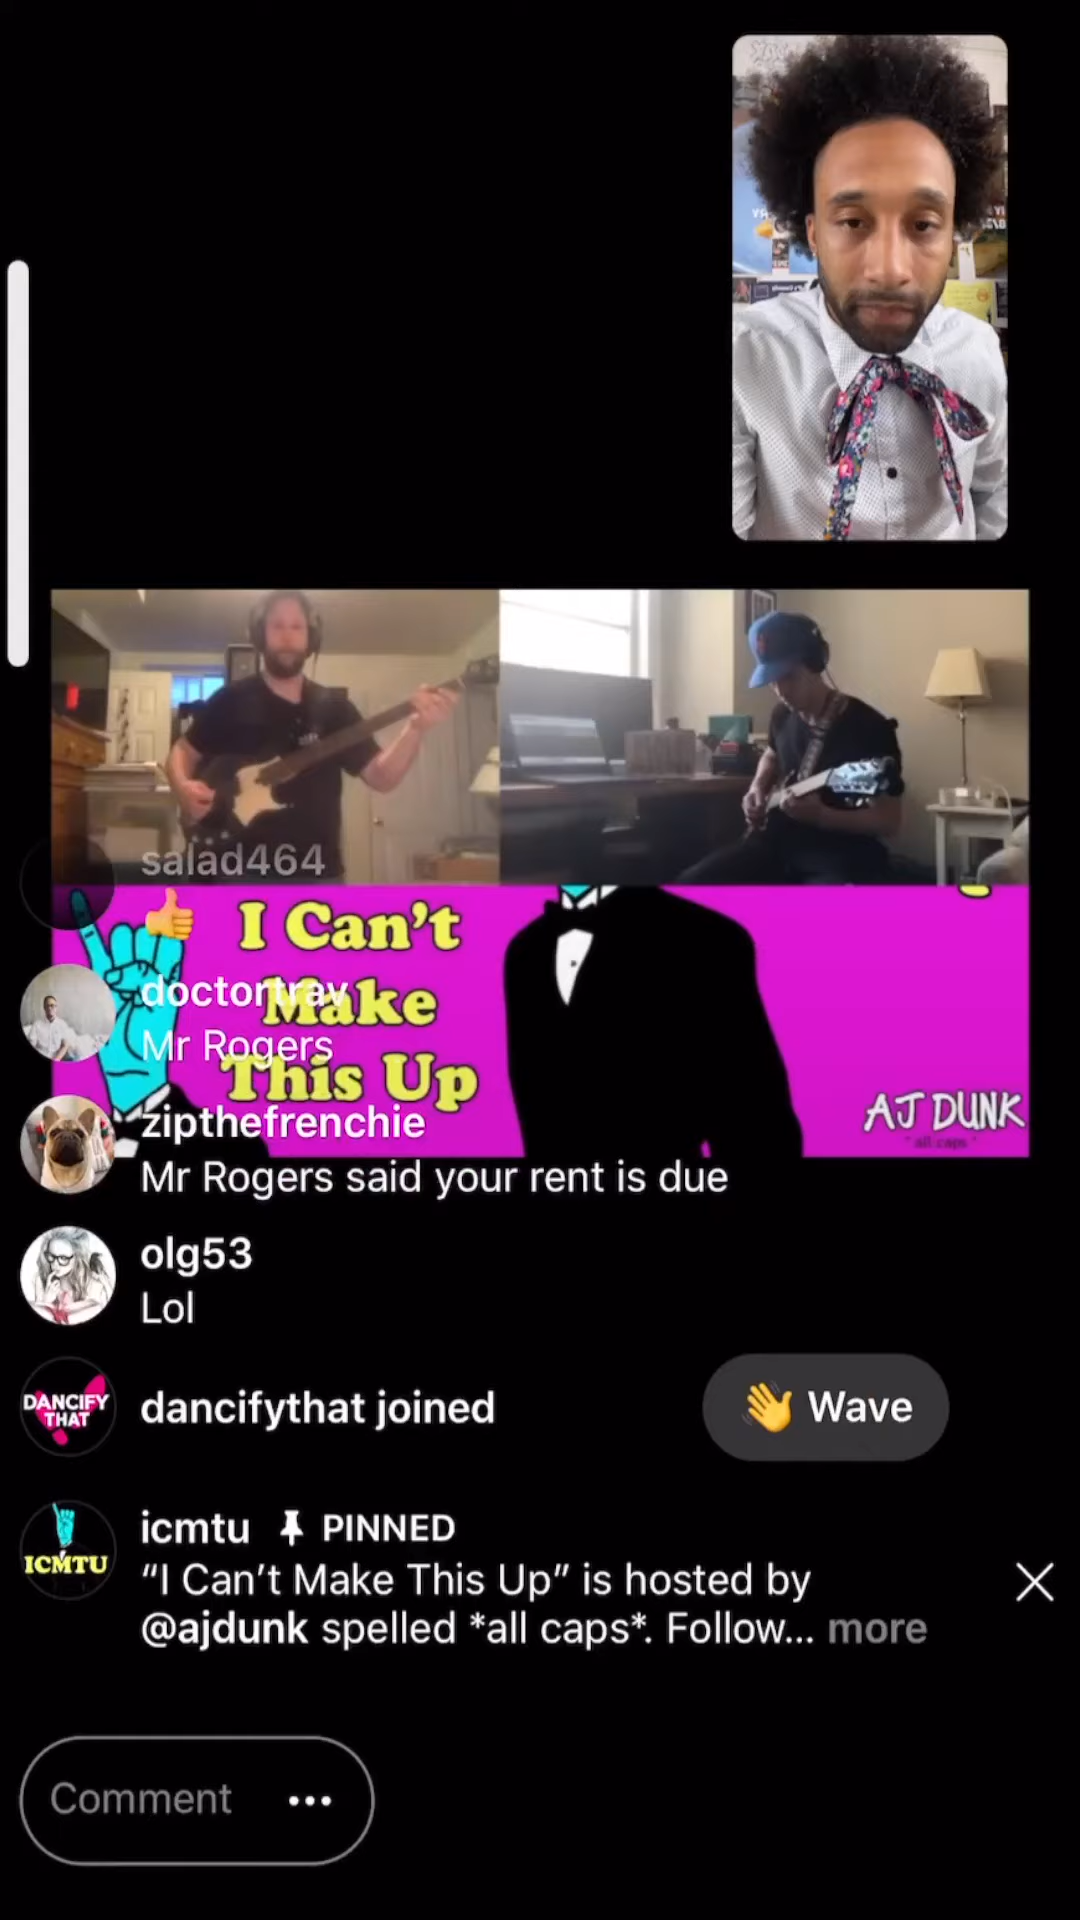 salad464
👍
I Can't
Make
This Up
doctortrav
Mr Rogers
AJ DUNK
"all caps"
zipthefrenchie
Mr Rogers said your rent is due
olg53
Lol
DANCIFY
THAT
dancifythat joined
👋 Wave
icmtu 📌 PINNED
ICMTU
“I Can’t Make This Up” is hosted by
@ajdunk spelled *all caps*. Follow... more
Comment